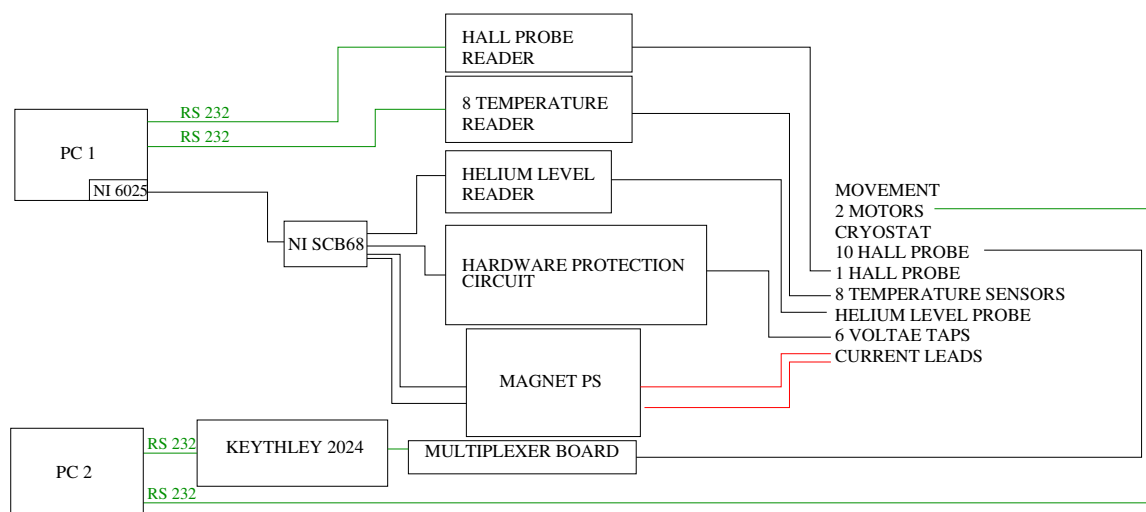 HALL PROBE
READER
RS 232
8 TEMPERATURE
READER
RS 232
PC 1
NI 6025
HELIUM LEVEL
READER
NI SCB68
HARDWARE PROTECTION
CIRCUIT
MAGNET PS
MOVEMENT
2 MOTORS
CRYOSTAT
10 HALL PROBE
1 HALL PROBE
8 TEMPERATURE SENSORS
HELIUM LEVEL PROBE
6 VOLTAE TAPS
CURRENT LEADS
RS 232
KEYTHLEY 2024
MULTIPLEXER BOARD
PC 2
RS 232